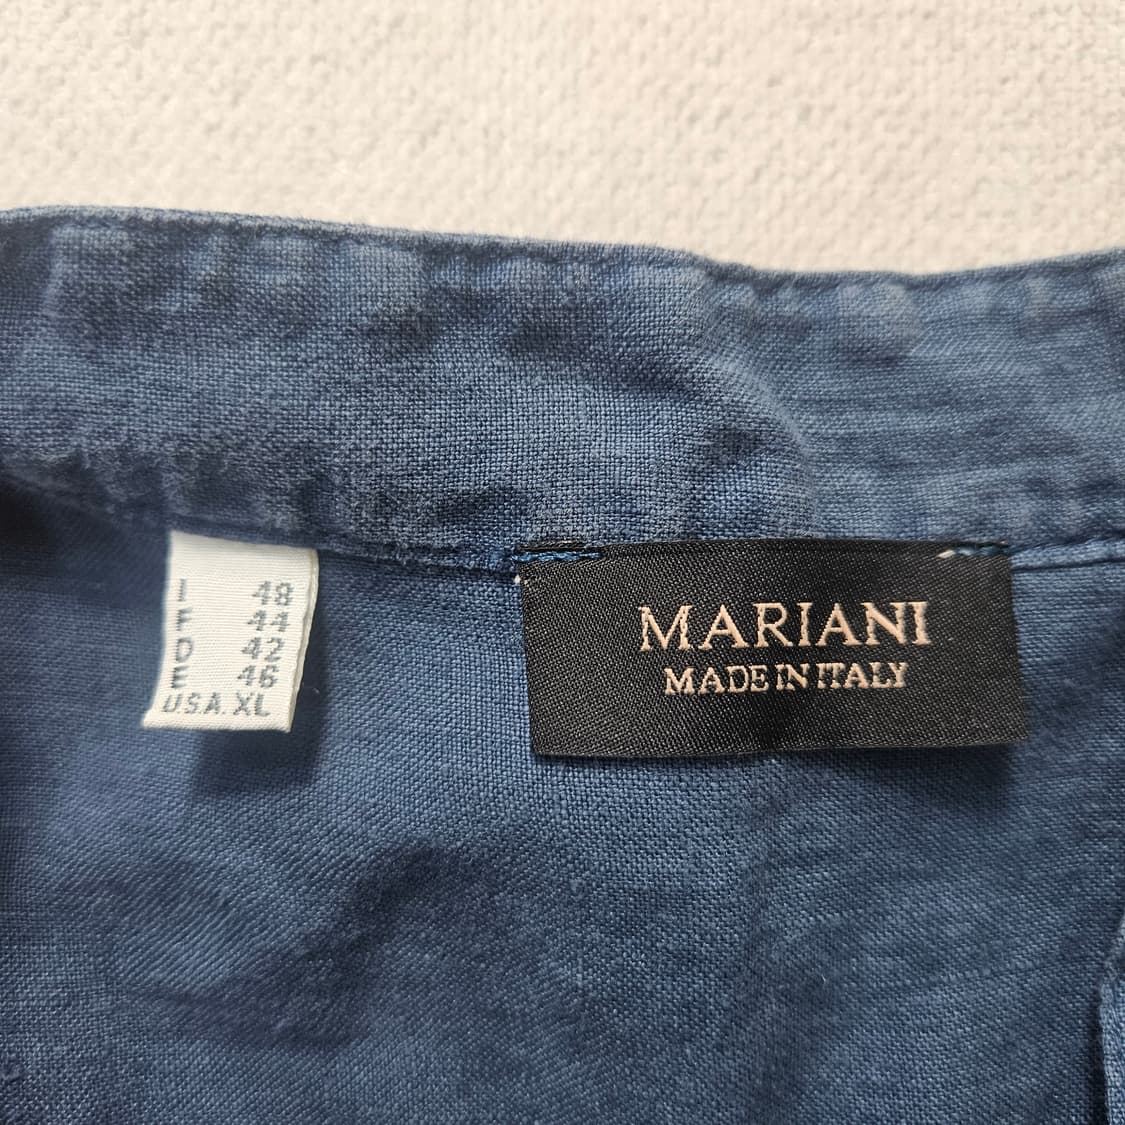 I 48
F 44
D 42
E 46
USA. XL
MARIANI
MADE IN ITALY